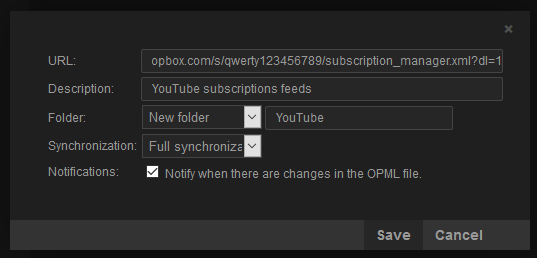 ×
URL: opbox.com/s/qwerty123456789/subscription_manager.xml?dl=1
Description: YouTube subscriptions feeds
Folder: New folder YouTube
Synchronization: Full synchroniza
Notifications: Notify when there are changes in the OPML file.
Save Cancel